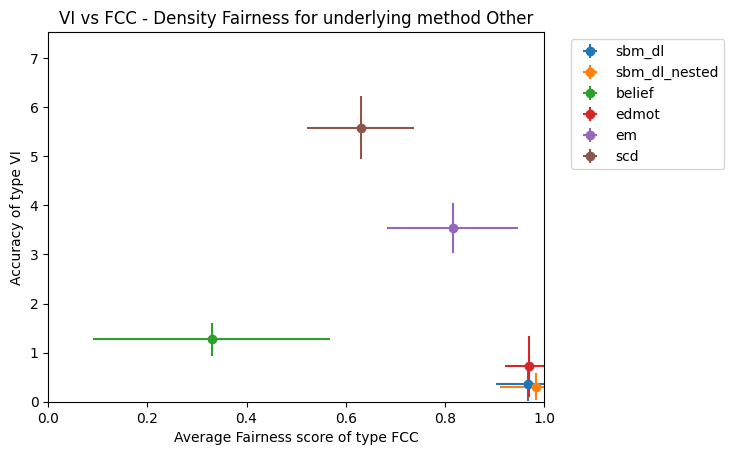 VI vs FCC - Density Fairness for underlying method Other
sbm_dl
sbm_dl_nested
belief
edmot
em
scd
Accuracy of type VI
7
6
5
4
3
2
1
0
0.0 0.2 0.4 0.6 0.8 1.0
Average Fairness score of type FCC